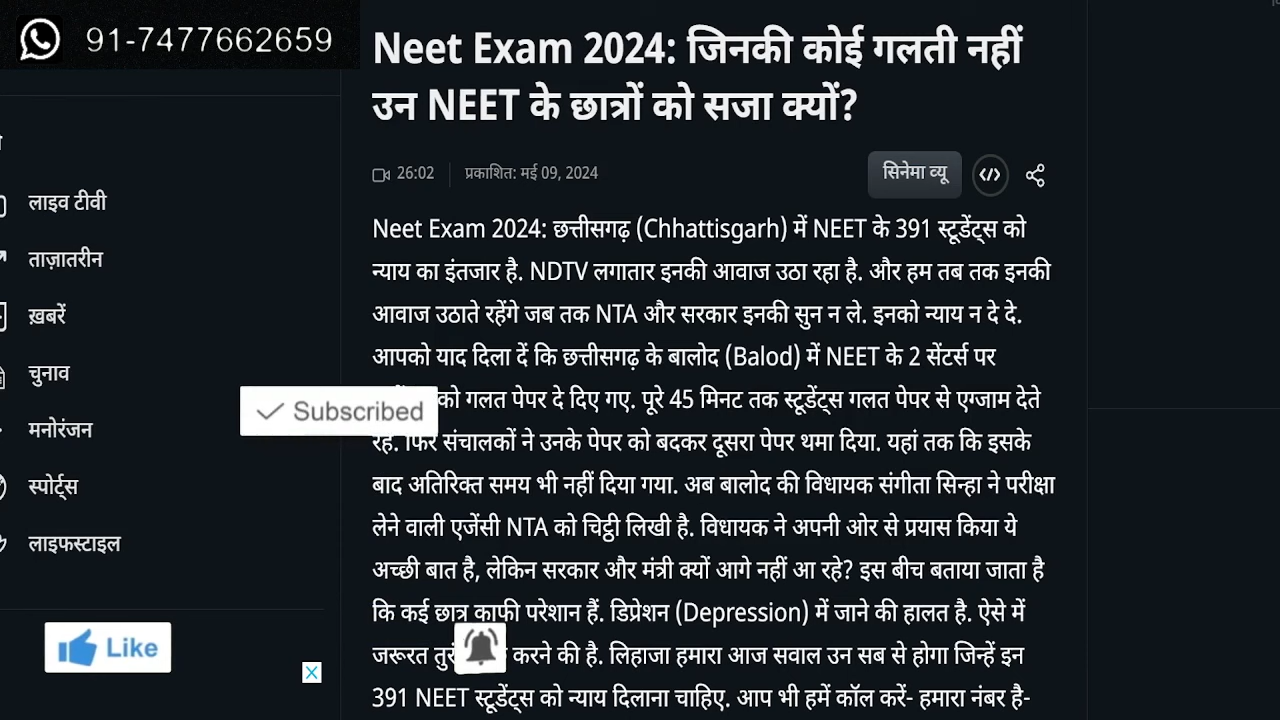 91-7477662659
Neet Exam 2024: जिनकी कोई गलती नहीं
उन NEET के छात्रों को सजा क्यों?
26:02
प्रकाशित: मई 09, 2024
सिनेमा व्यू
लाइव टीवी
ताज़ातरीन
ख़बरें
चुनाव
मनोरंजन
स्पोर्ट्स
लाइफस्टाइल
Neet Exam 2024: छत्तीसगढ़ (Chhattisgarh) में NEET के 391 स्टूडेंट्स को
न्याय का इंतजार है. NDTV लगातार इनकी आवाज उठा रहा है. और हम तब तक इनकी
आवाज उठाते रहेंगे जब तक NTA और सरकार इनकी सुन न ले. इनको न्याय न दे दे.
आपको याद दिला दें कि छत्तीसगढ़ के बालोद (Balod) में NEET के 2 सेंटर्स पर
को गलत पेपर दे दिए गए. पूरे 45 मिनट तक स्टूडेंट्स गलत पेपर से एग्जाम देते
रहे. फिर संचालकों ने उनके पेपर को बदकर दूसरा पेपर थमा दिया. यहां तक कि इसके
बाद अतिरिक्त समय भी नहीं दिया गया. अब बालोद की विधायक संगीता सिन्हा ने परीक्षा
लेने वाली एजेंसी NTA को चिट्ठी लिखी है. विधायक ने अपनी ओर से प्रयास किया ये
अच्छी बात है, लेकिन सरकार और मंत्री क्यों आगे नहीं आ रहे? इस बीच बताया जाता है
कि कई छात्र काफी परेशान हैं. डिप्रेशन (Depression) में जाने की हालत है. ऐसे में
जरूरत करने की है. लिहाजा हमारा आज सवाल उन सब से होगा जिन्हें इन
391 NEET स्टूडेंट्स को न्याय दिलाना चाहिए. आप भी हमें कॉल करें- हमारा नंबर है-
Subscribed
Like